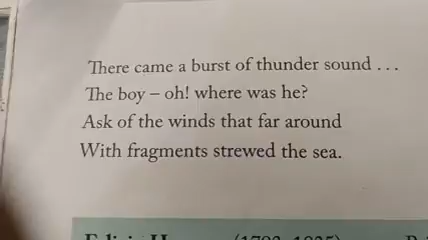 There came a burst of thunder sound . . .
The boy – oh! where was he?
Ask of the winds that far around
With fragments strewed the sea.